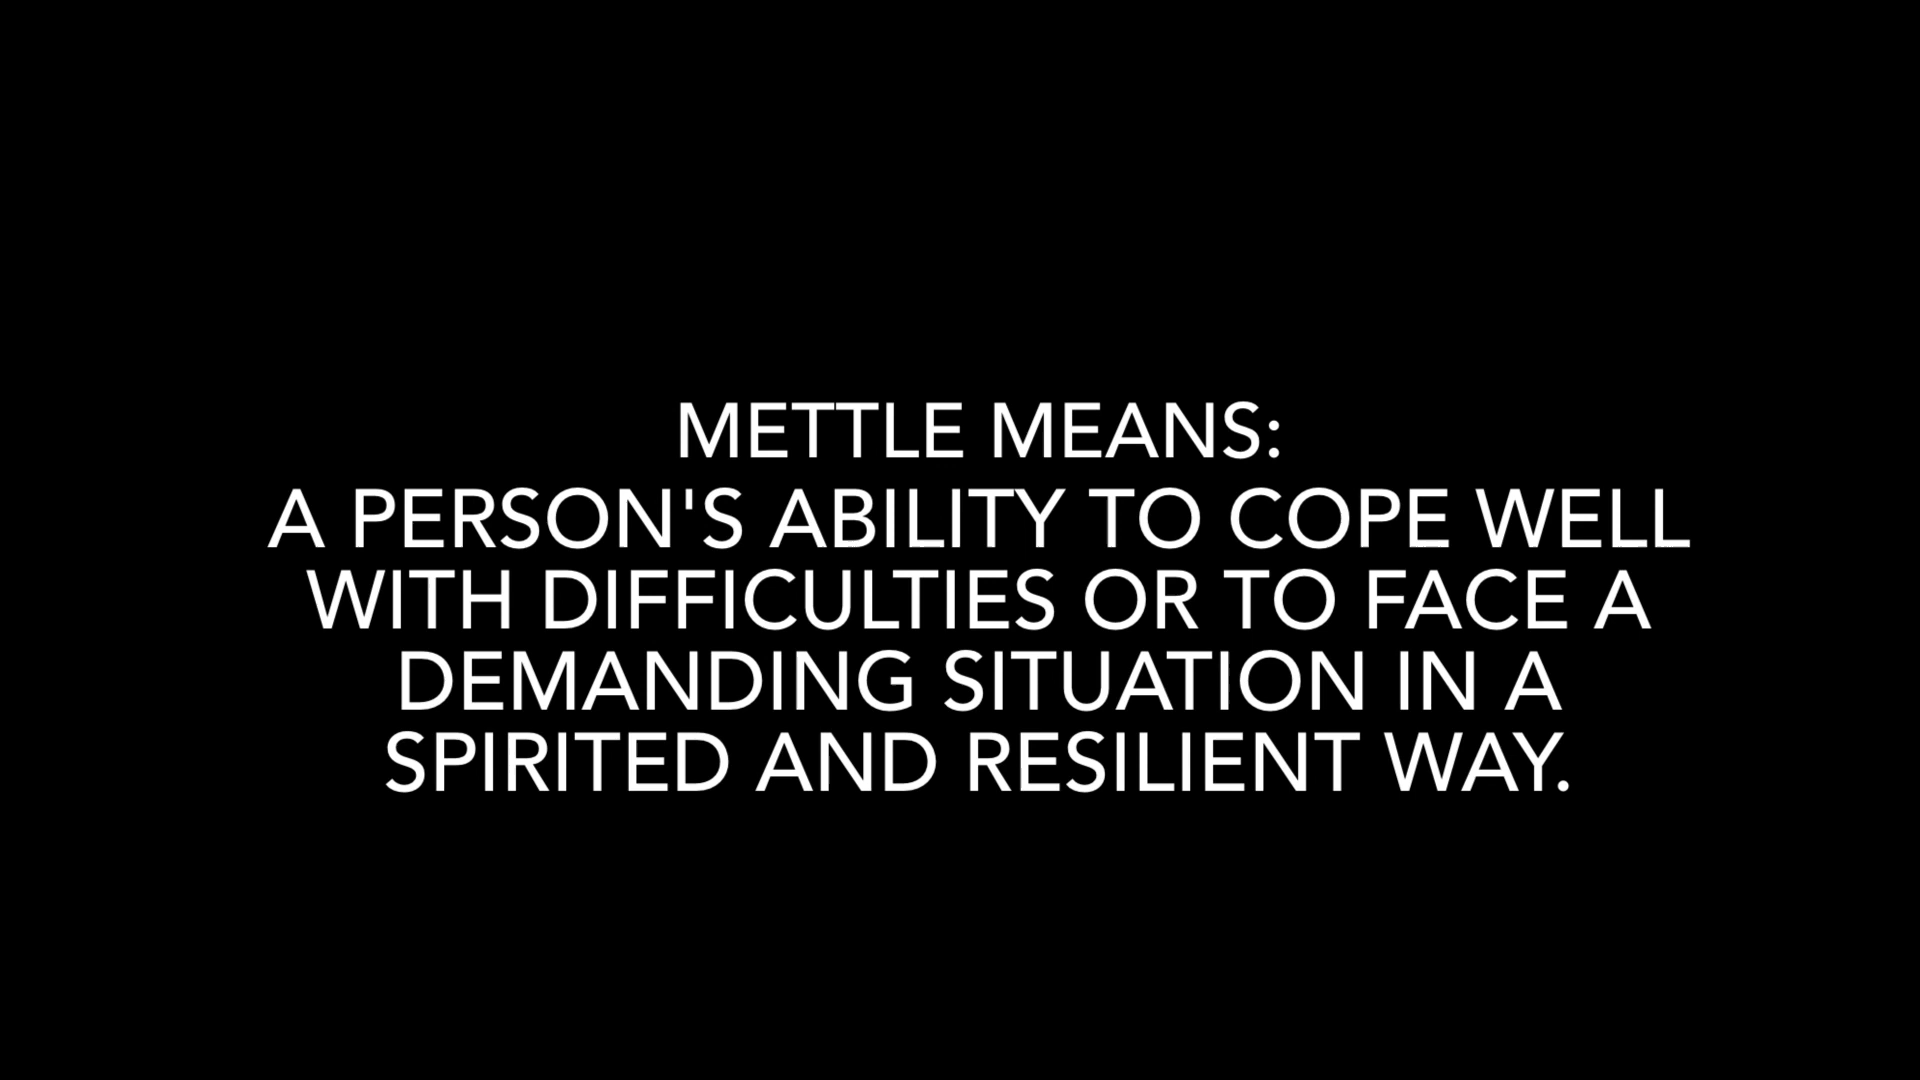 METTLE MEANS:
A PERSON'S ABILITY TO COPE WELL
WITH DIFFICULTIES OR TO FACE A
DEMANDING SITUATION IN A
SPIRITED AND RESILIENT WAY.